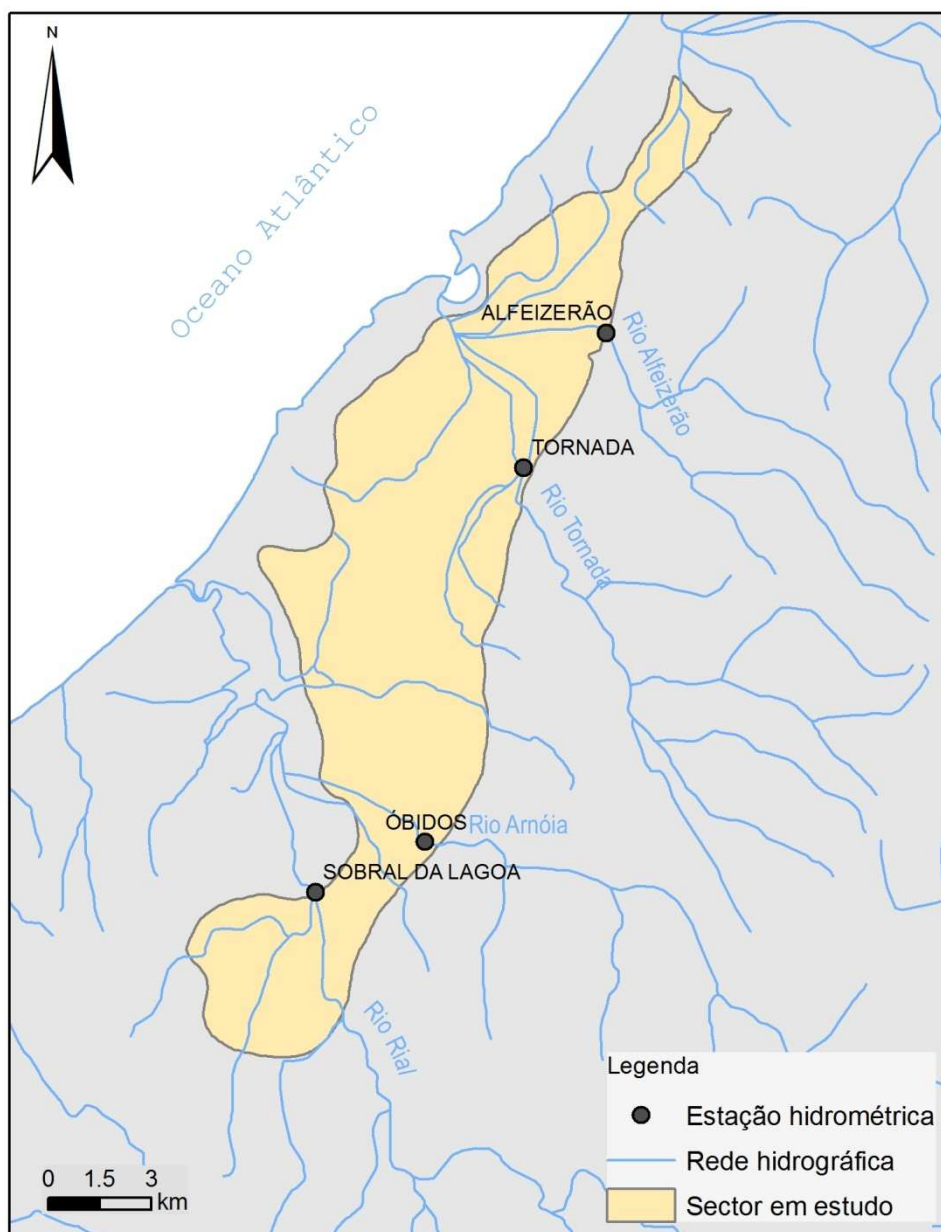 N
Oceano Atlântico
ALFEIZERÃO
Rio Alfeizerão
TORNADA
Rio Tornada
ÓBIDOS
Rio Arnóia
SOBRAL DA LAGOA
Rio Rial
Legenda
Estação hidrométrica
Rede hidrográfica
Sector em estudo
0 1.5 3
km